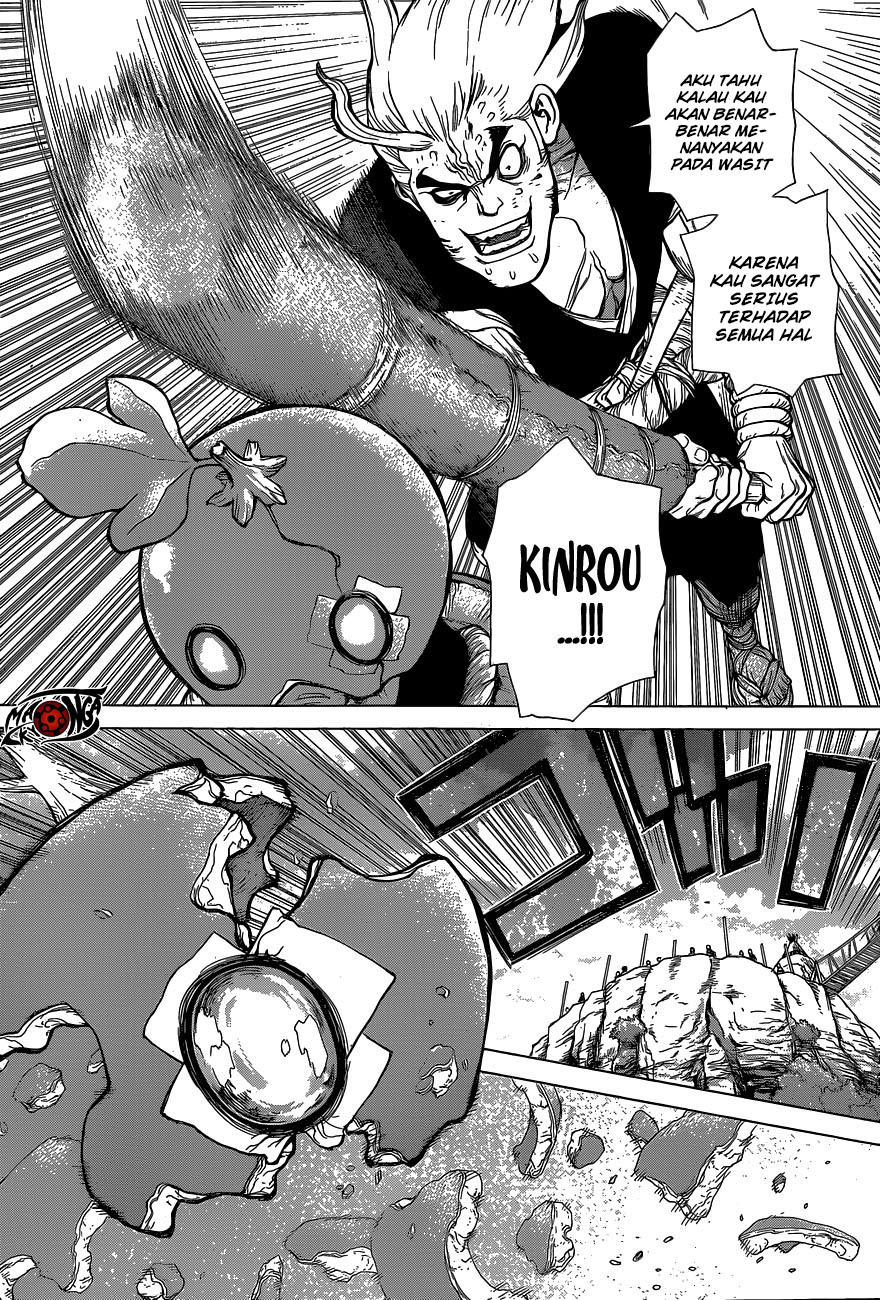 AKU TAHU
KALAU KAU
AKAN BENAR-
BENAR ME-
NANYAKAN
PADA WASIT
KARENA
KAU SANGAT
SERIUS
TERHADAP
SEMUA HAL
KINROU
...!!!